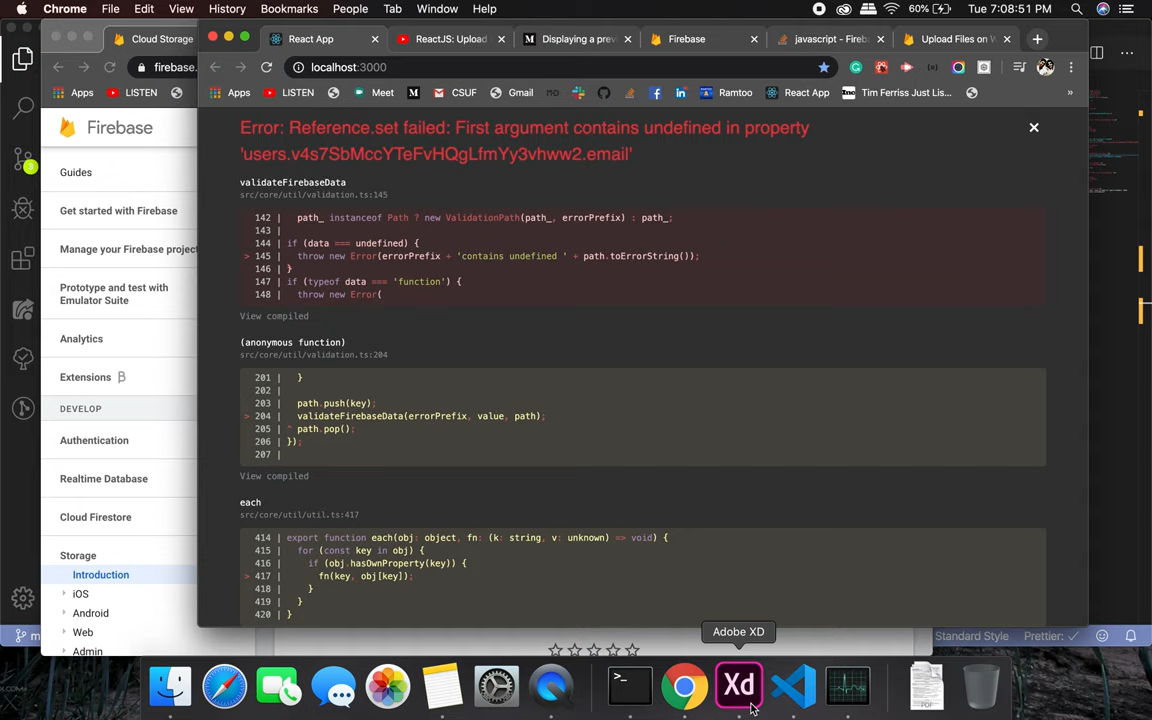 Chrome File Edit View History Bookmarks People Tab Window Help 60% Tue 7:08:51 PM
Cloud Storage
React App ReactJS: Upload Displaying a prev Firebase javascript - Fireb Upload Files on W
firebase.
localhost:3000
Apps LISTEN
Apps LISTEN Meet CSUF Gmail Ramtoo React App Inc Tim Ferriss Just Lis...
Firebase
Guides
Get started with Firebase
Manage your Firebase project
Prototype and test with
Emulator Suite
Analytics
Extensions β
DEVELOP
Authentication
Realtime Database
Cloud Firestore
Storage
Introduction
iOS
Android
Web
Admin
3
Error: Reference.set failed: First argument contains undefined in property
'users.v4s7SbMccYTeFvHQgLfmYy3vhww2.email'
validateFirebaseData
src/core/util/validation.ts:145
142 | path_ instanceof Path ? new ValidationPath(path_, errorPrefix) : path_;
143 |
144 | if (data === undefined) {
> 145 | throw new Error(errorPrefix + 'contains undefined ' + path.toErrorString());
146 | }
147 | if (typeof data === 'function') {
148 | throw new Error(
View compiled
(anonymous function)
src/core/util/validation.ts:204
201 | }
202 |
203 | path.push(key);
> 204 | validateFirebaseData(errorPrefix, value, path);
205 | ^ path.pop();
206 | });
207 |
View compiled
each
src/core/util/util.ts:417
414 | export function each(obj: object, fn: (k: string, v: unknown) => void) {
415 | for (const key in obj) {
416 | if (obj.hasOwnProperty(key)) {
> 417 | fn(key, obj[key]);
418 | }
419 | }
420 | }
Adobe XD
Standard Style Prettier: ✓
Xd
PDF